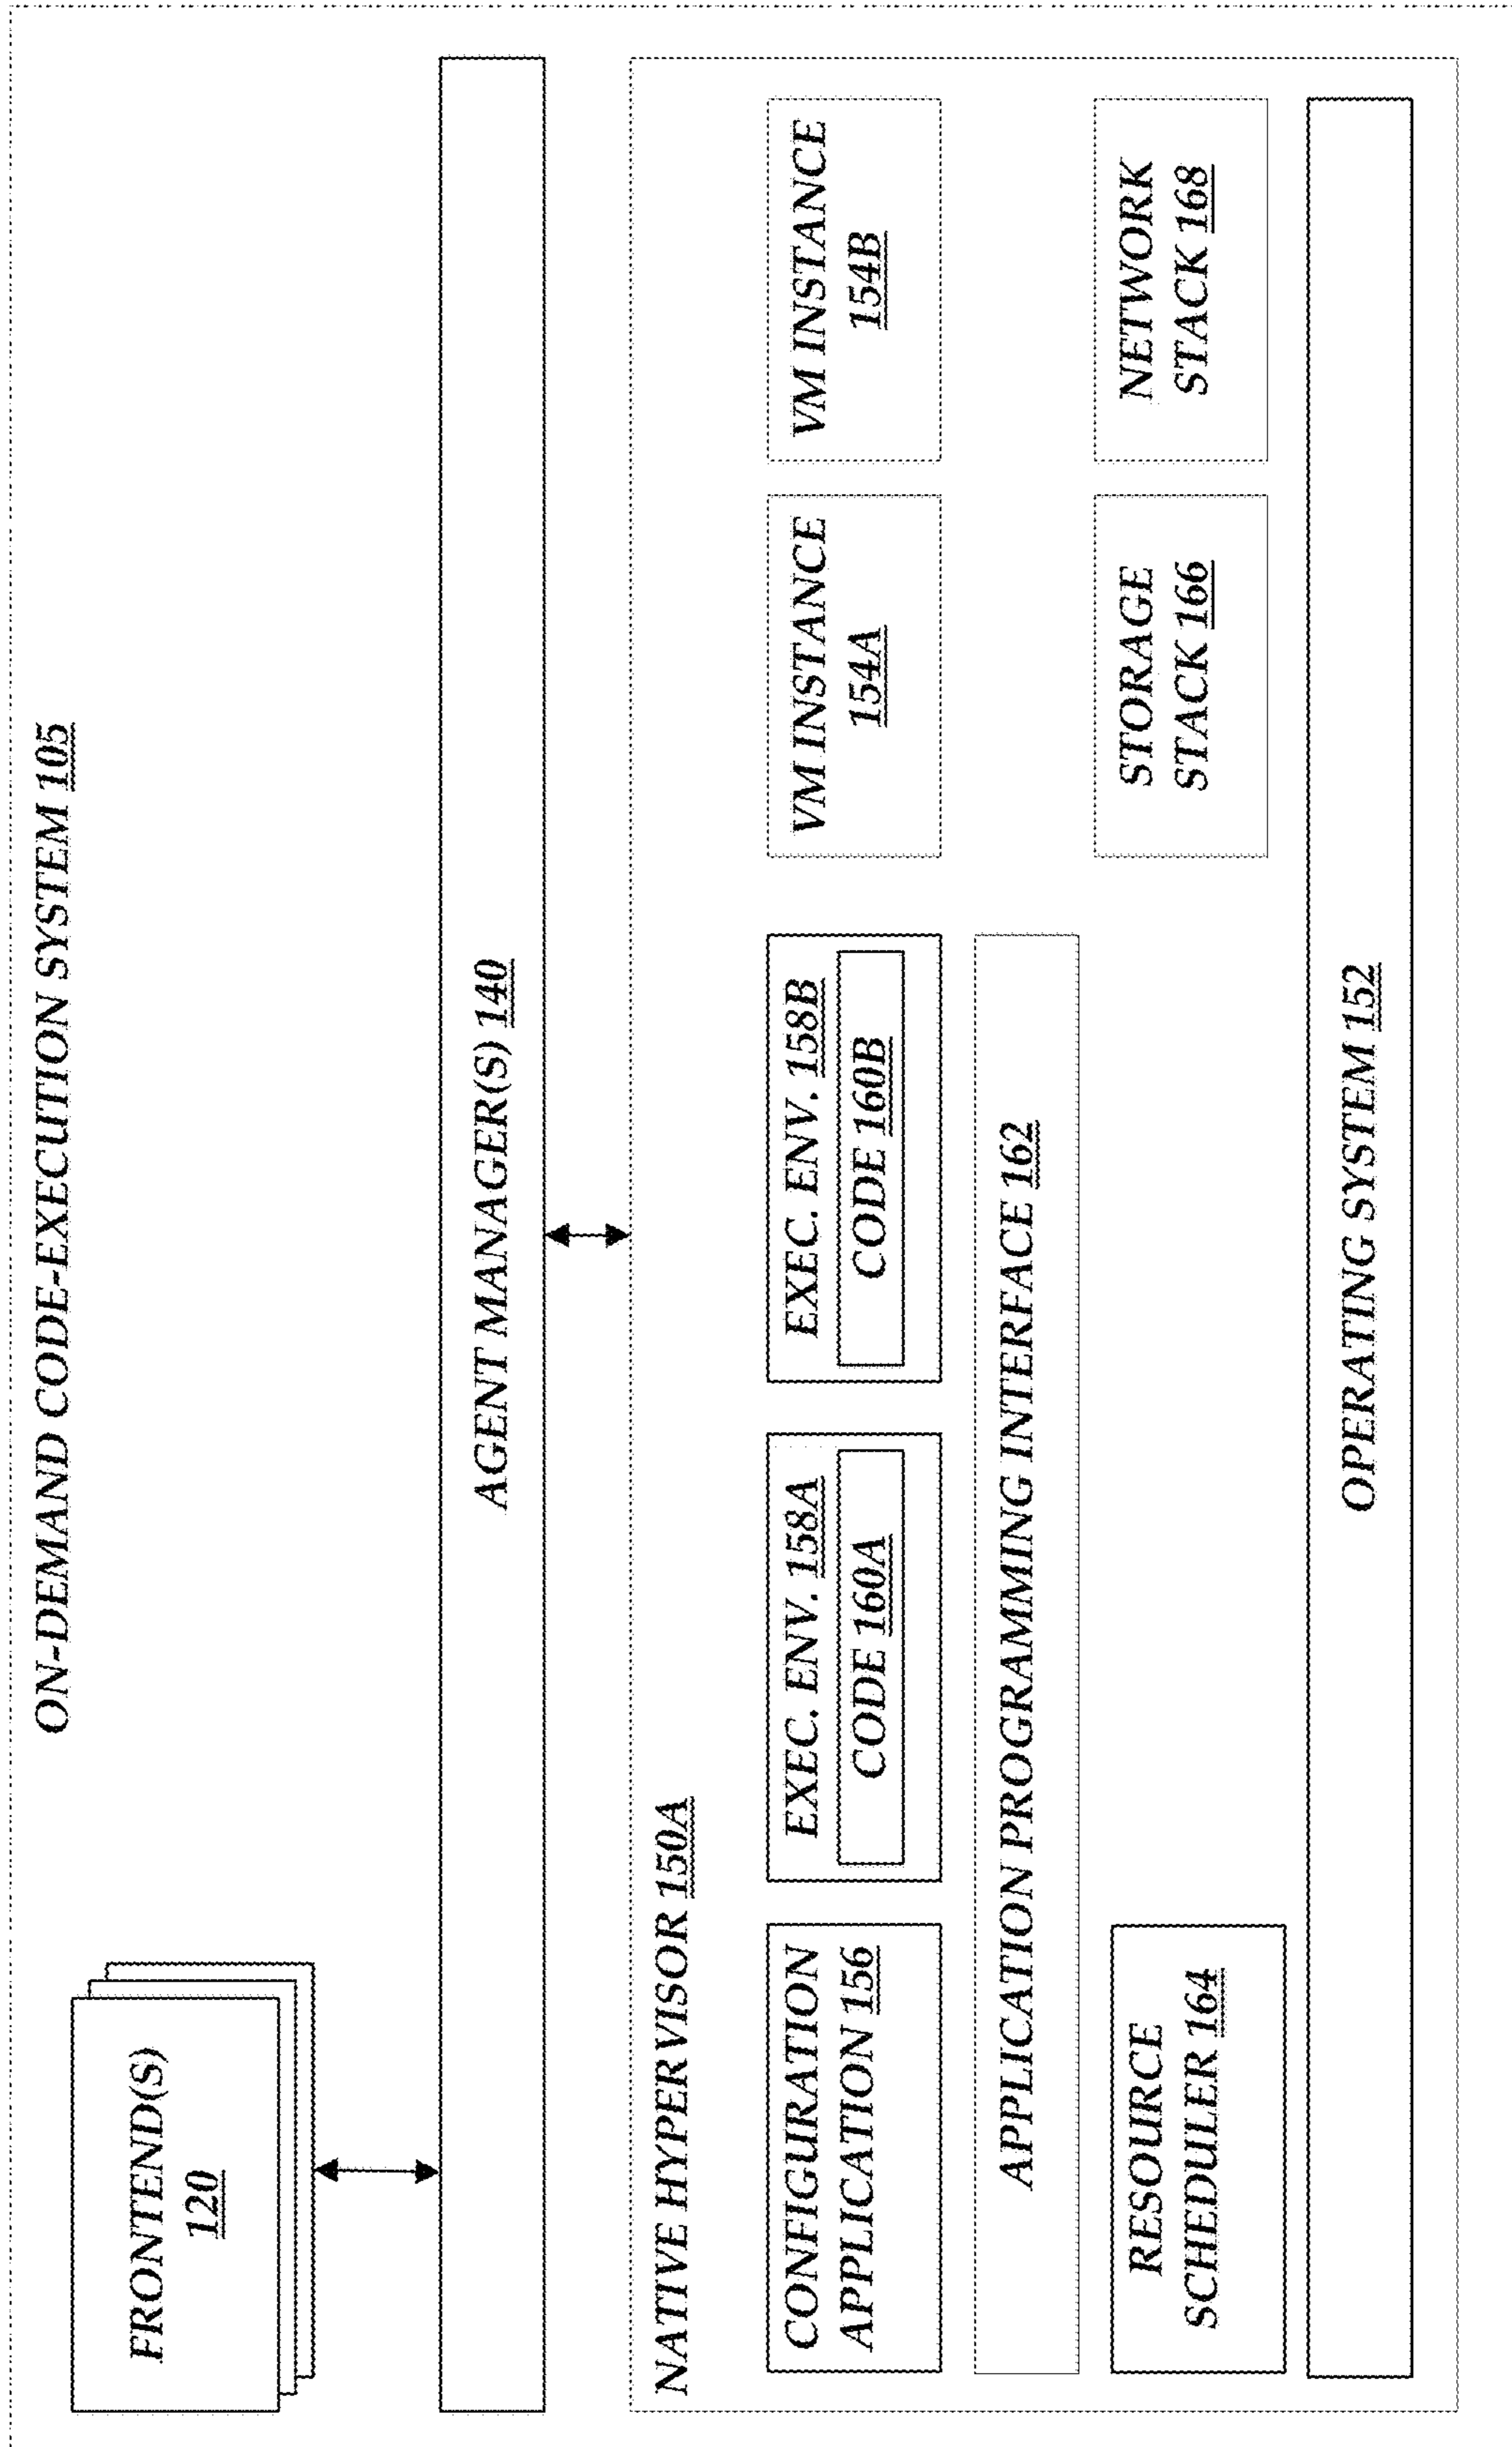 ON-DEMAND CODE-EXECUTION SYSTEM 105
FRONTEND(S)
120
AGENT MANAGER(S) 140
NATIVE HYPERVISOR 150A
CONFIGURATION
APPLICATION 156
EXEC. ENV. 158A
CODE 160A
EXEC. ENV. 158B
CODE 160B
VM INSTANCE
154A
VM INSTANCE
154B
APPLICATION PROGRAMMING INTERFACE 162
RESOURCE
SCHEDULER 164
STORAGE
STACK 166
NETWORK
STACK 168
OPERATING SYSTEM 152